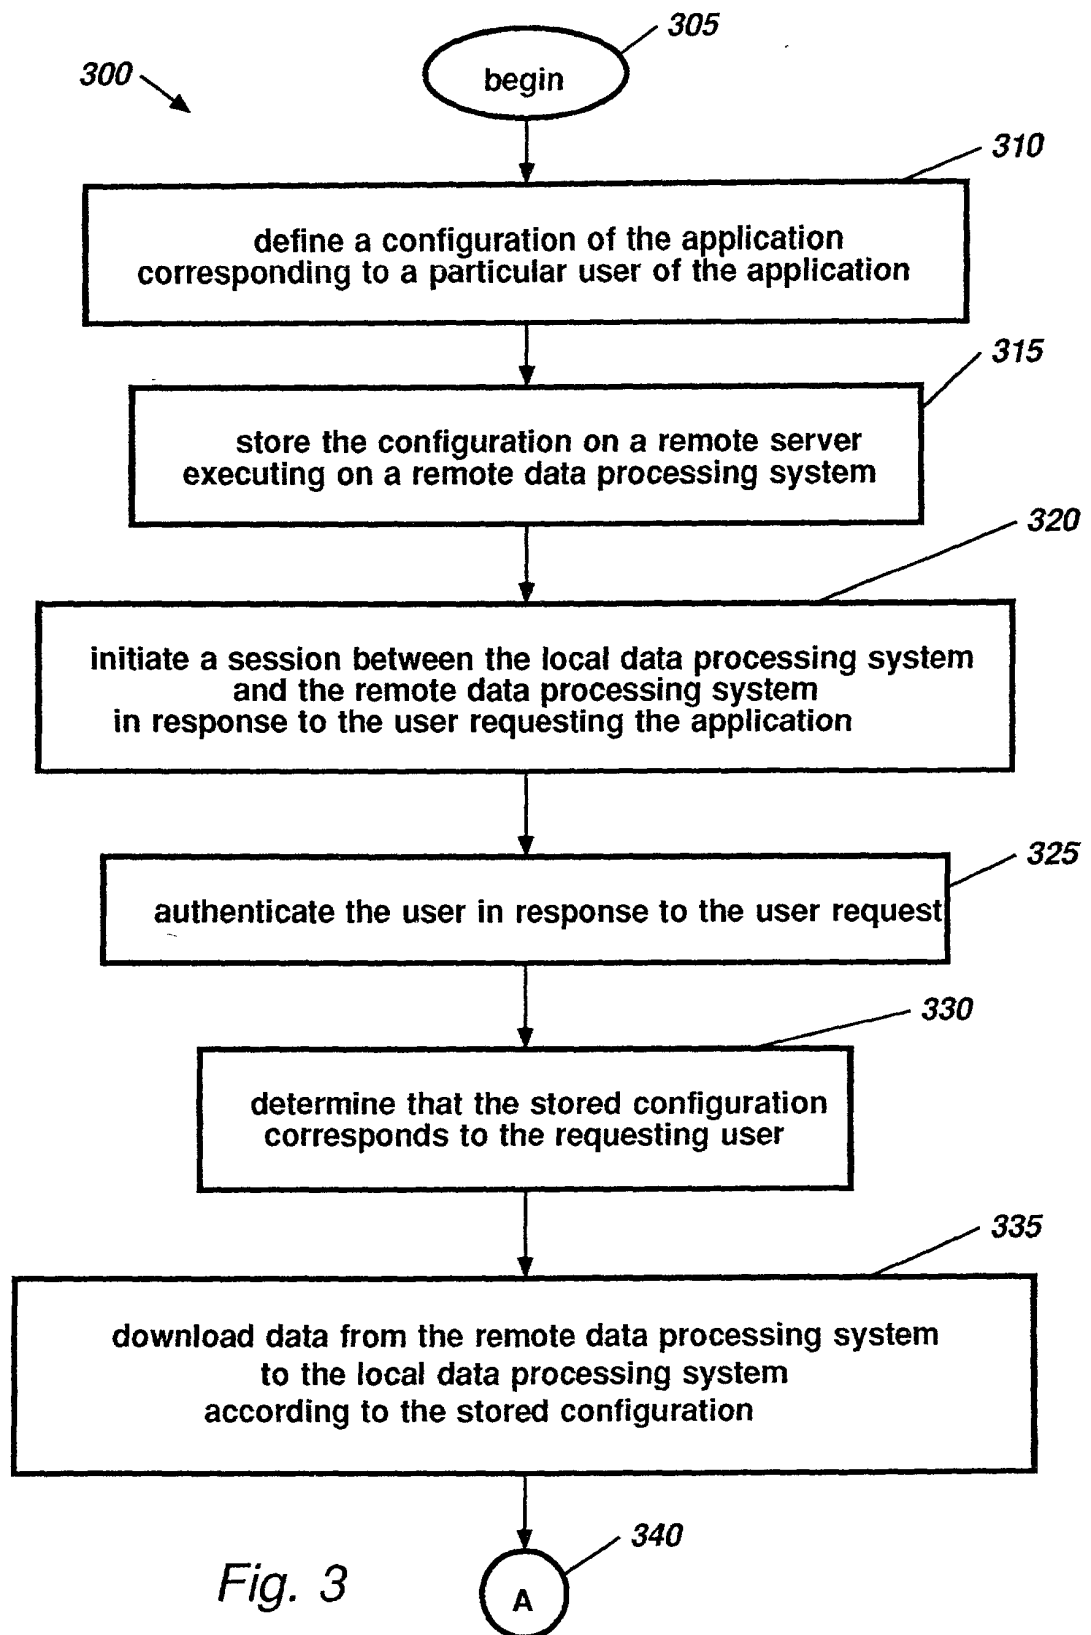 305
begin
300
310
define a configuration of the application
corresponding to a particular user of the application
315
store the configuration on a remote server
executing on a remote data processing system
320
initiate a session between the local data processing system
and the remote data processing system
in response to the user requesting the application
325
authenticate the user in response to the user request
330
determine that the stored configuration
corresponds to the requesting user
335
download data from the remote data processing system
to the local data processing system
according to the stored configuration
340
A
Fig. 3